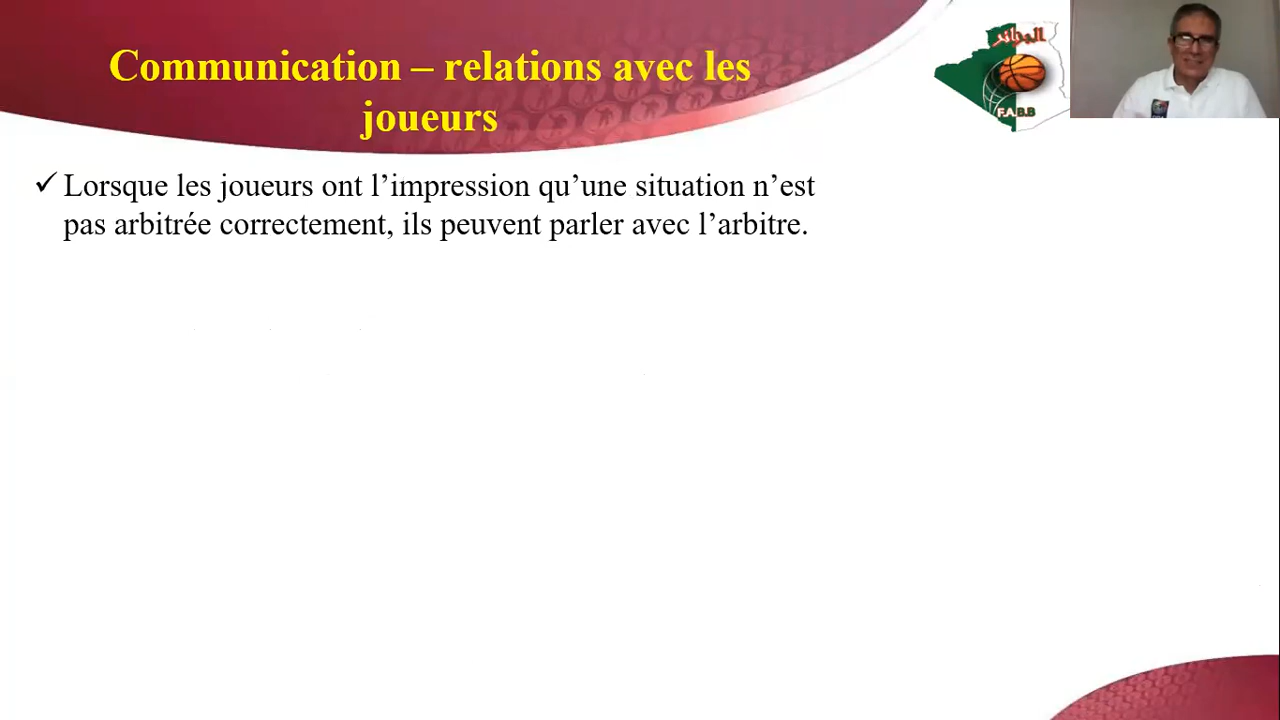 Communication – relations avec les
joueurs
الجزائر
F.A.B.B
✓ Lorsque les joueurs ont l’impression qu’une situation n’est
pas arbitrée correctement, ils peuvent parler avec l’arbitre.